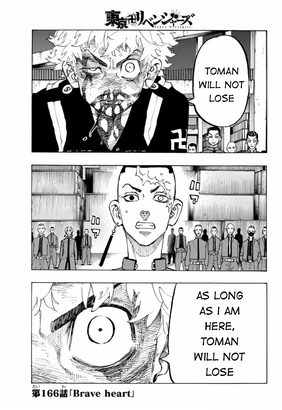 東京卍リベンジャーズ
TOMAN
WILL NOT
LOSE
卍
AS LONG
AS I AM
HERE,
TOMAN
WILL NOT
LOSE
第166話「Brave heart」